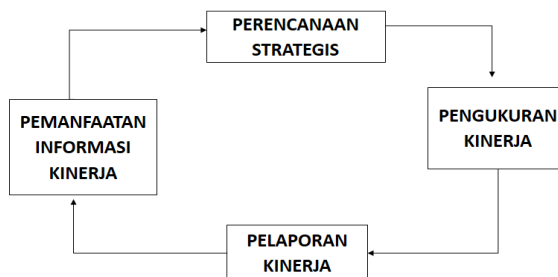 PERENCANAAN
STRATEGIS
PENGUKURAN
KINERJA
PELAPORAN
KINERJA
PEMANFAATAN
INFORMASI
KINERJA